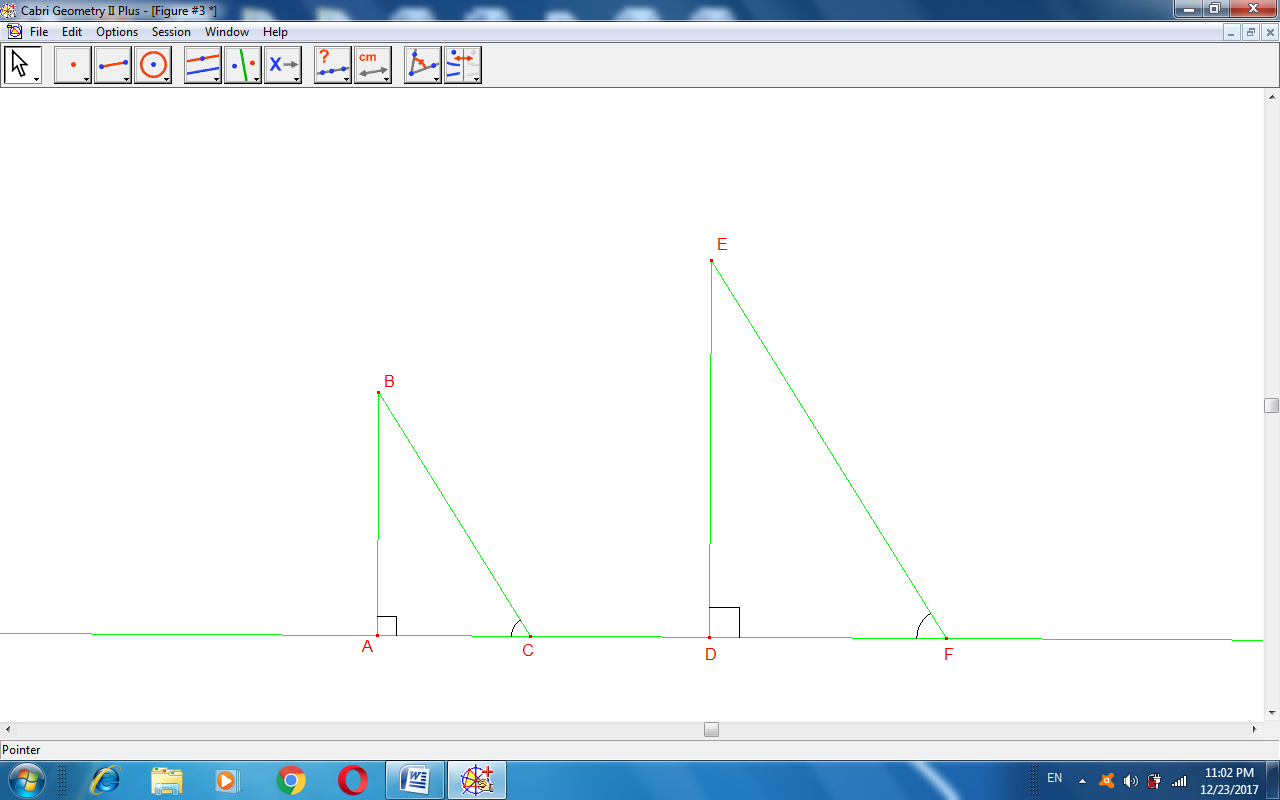 Cabri Geometry II Plus - [Figure #3 *]
File Edit Options Session Window Help
? cm
X
E
B
A
C
D
F
Pointer
EN
11:02 PM
12/23/2017